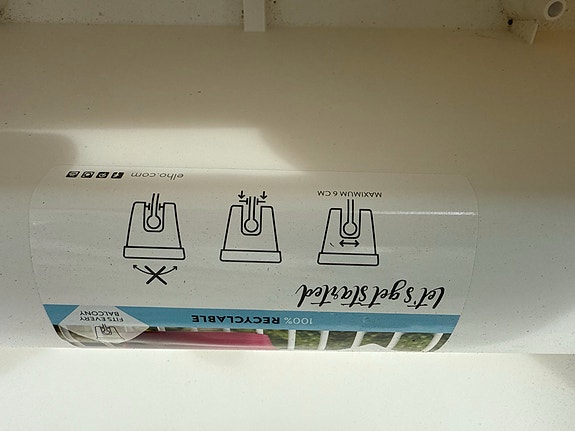 FITS EVERY
BALCONY
100% RECYCLABLE
Let's get started
MAXIMUM 6 CM
elho.com